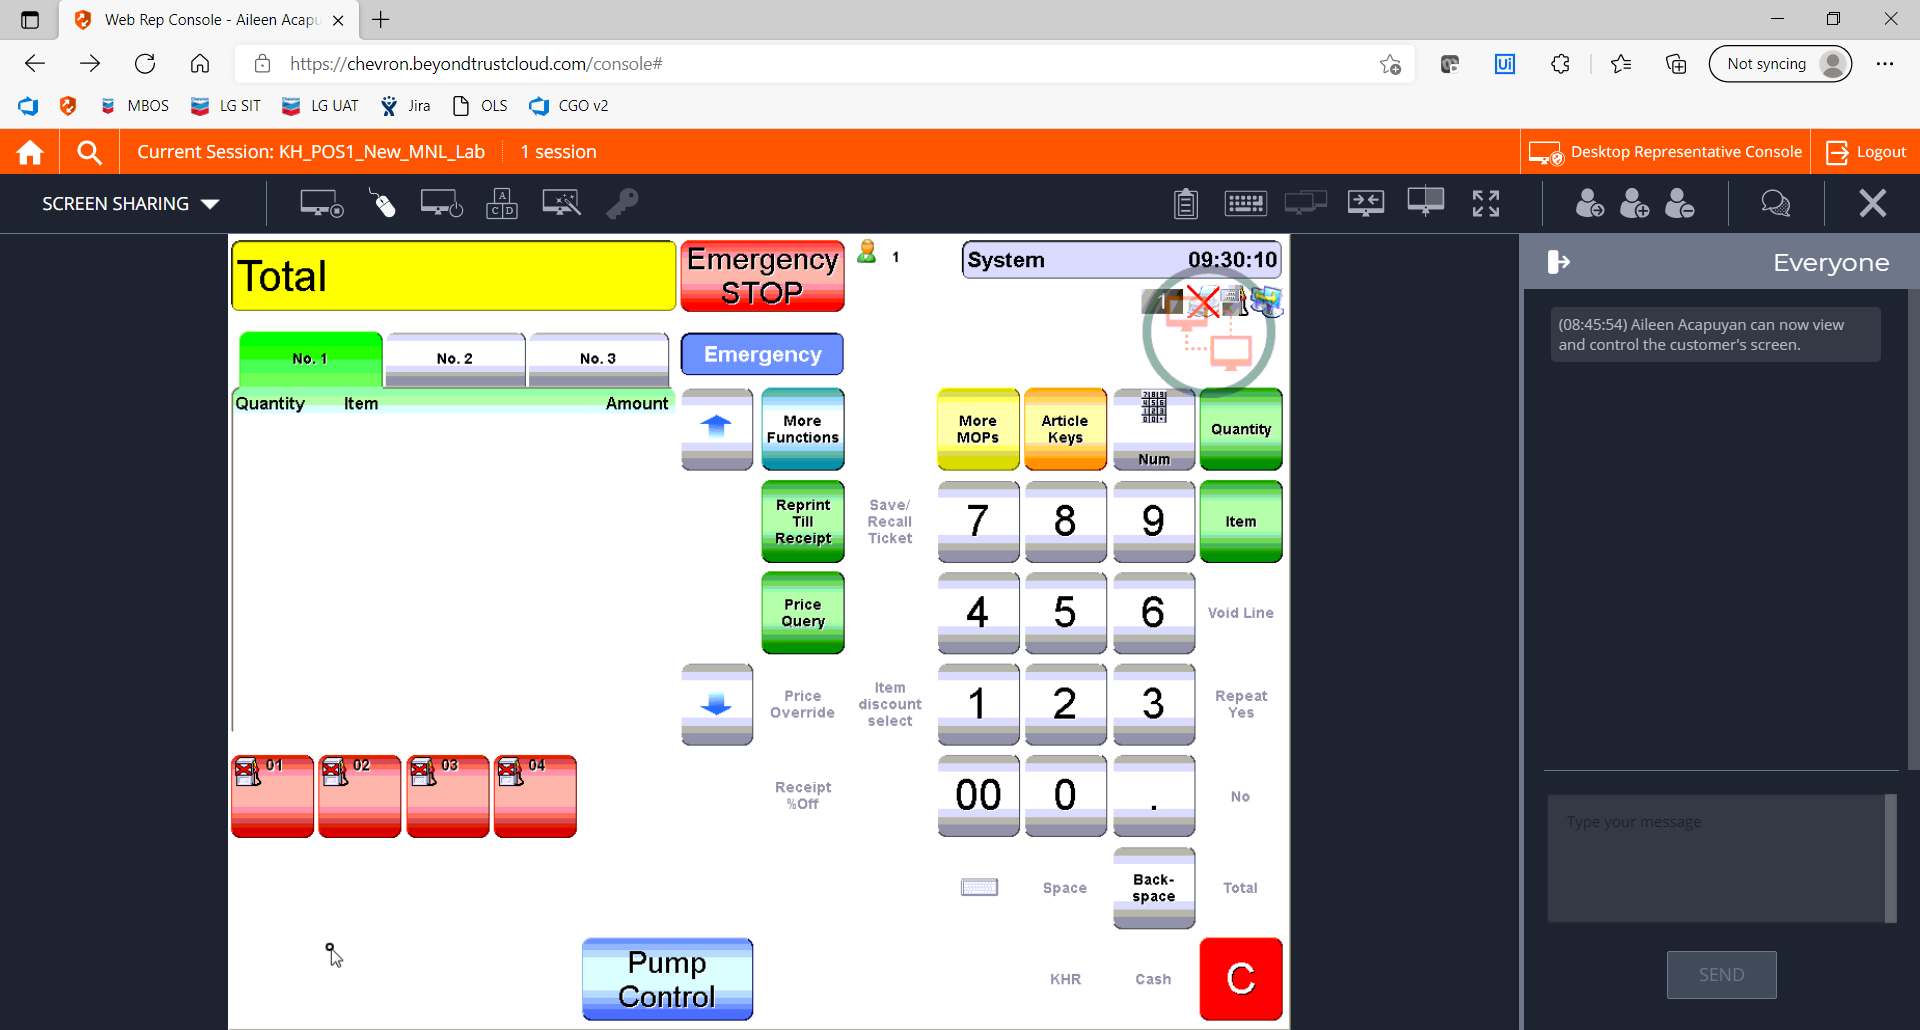 Web Rep Console - Aileen Acapu
https://chevron.beyondtrustcloud.com/console#
Not syncing
MBOS
LG SIT
LG UAT
Jira
OLS
CGO v2
Current Session: KH_POS1_New_MNL_Lab
1 session
Desktop Representative Console
Logout
SCREEN SHARING
Total
Emergency
STOP
1
System
09:30:10
1
No. 1
No. 2
No. 3
Emergency
Quantity
Item
Amount
More
Functions
More
MOPs
Article
Keys
Num
Quantity
Reprint
Till
Receipt
Save/
Recall
Ticket
7
8
9
Item
Price
Query
4
5
6
Void Line
Price
Override
Item
discount
select
1
2
3
Repeat
Yes
01
02
03
04
Receipt
%Off
00
0
.
No
Space
Back-
space
Total
Pump
Control
KHR
Cash
C
Everyone
(08:45:54) Aileen Acapuyan can now view
and control the customer's screen.
Type your message
SEND